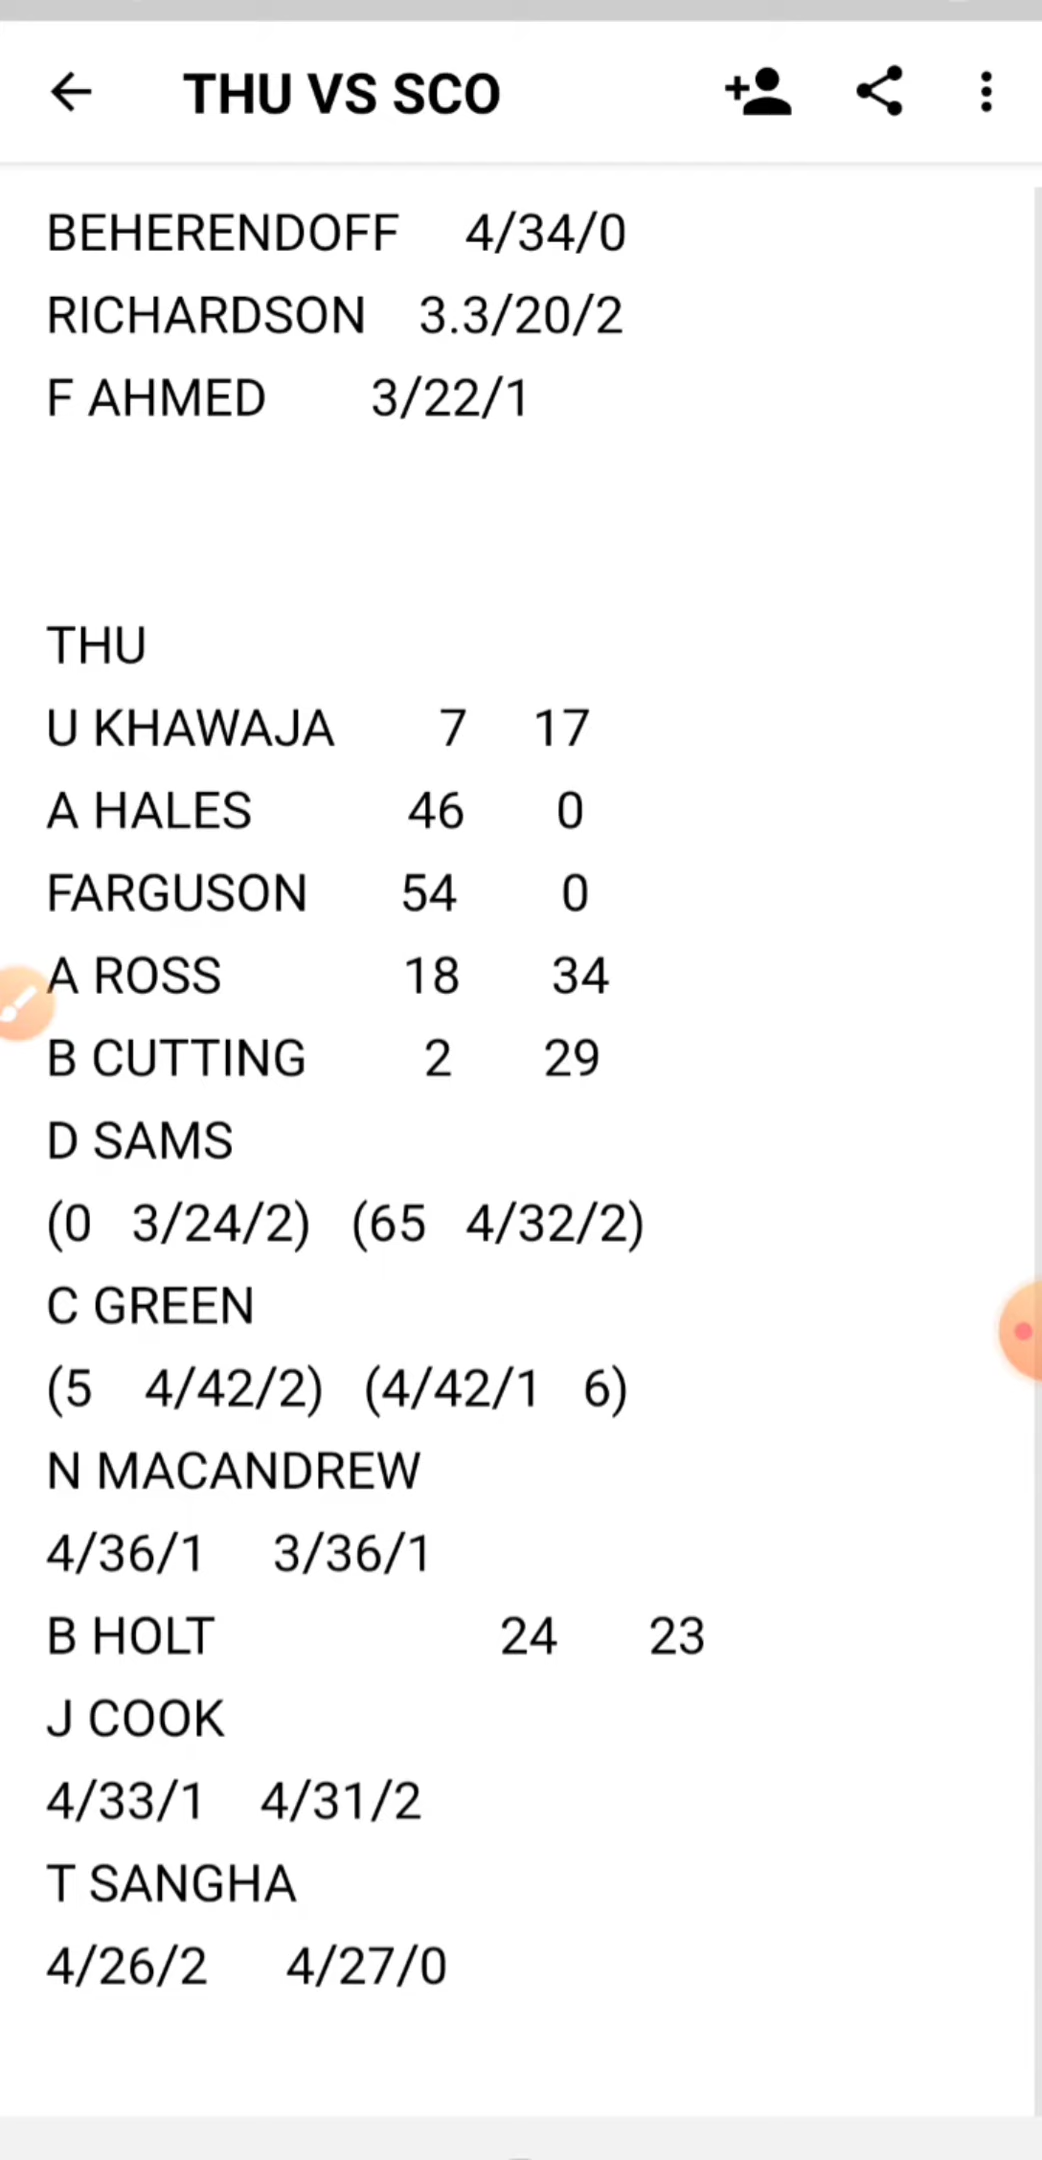 THU VS SCO
BEHERENDOFF 4/34/0
RICHARDSON 3.3/20/2
F AHMED 3/22/1
THU
U KHAWAJA 7 17
A HALES 46 0
FARGUSON 54 0
A ROSS 18 34
B CUTTING 2 29
D SAMS
(0 3/24/2) (65 4/32/2)
C GREEN
(5 4/42/2) (4/42/1 6)
N MACANDREW
4/36/1 3/36/1
B HOLT 24 23
J COOK
4/33/1 4/31/2
T SANGHA
4/26/2 4/27/0